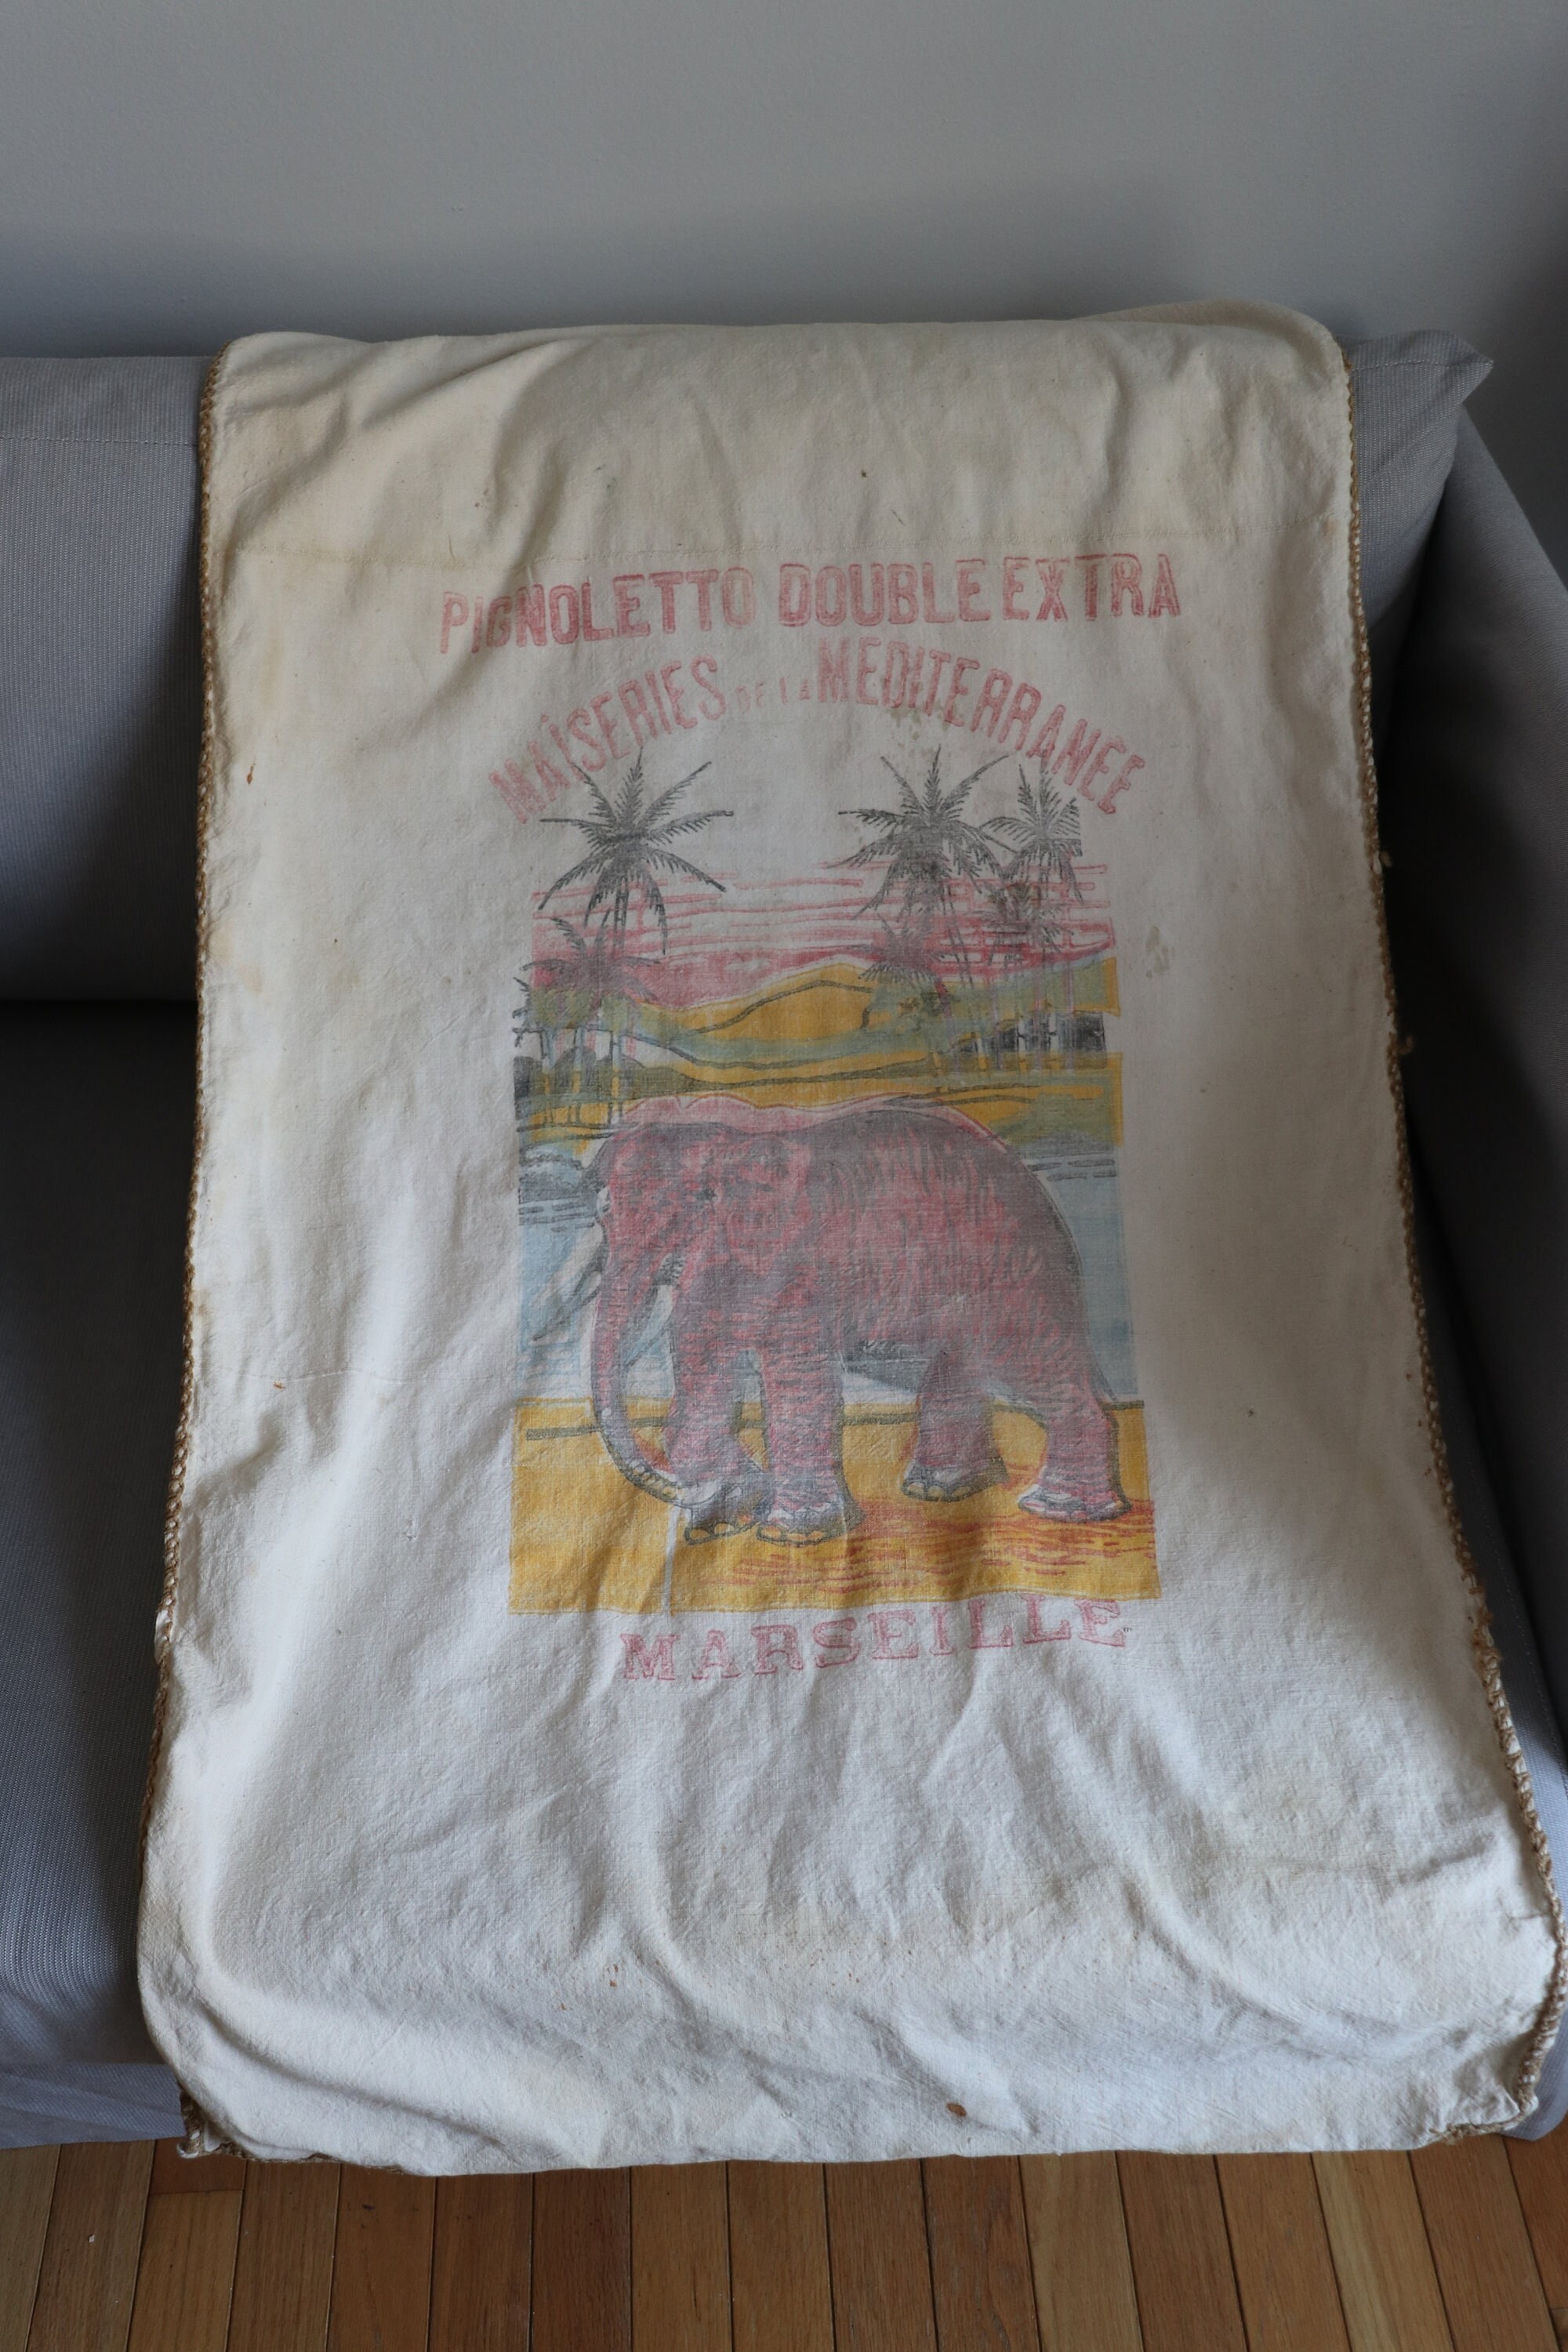 PIGNOLETTO DOUBLE EXTRA
MAÏSERIES DE LA MEDITERRANEE
MARSEILLE